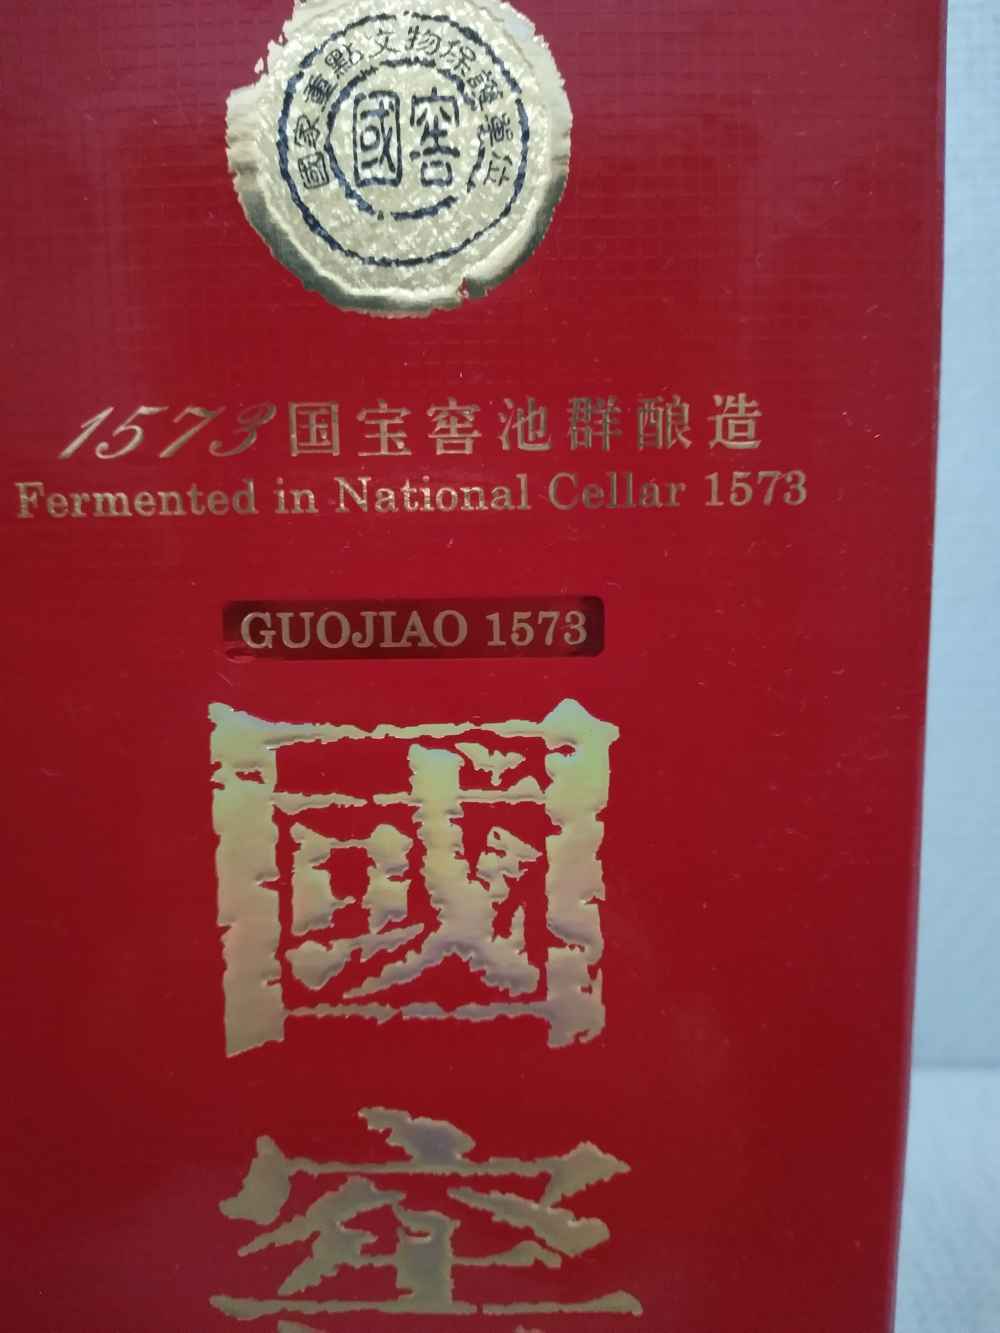 國家重點文物保護單位
國窖
1573国宝窖池群酿造
Fermented in National Cellar 1573
GUOJIAO 1573
國
窖